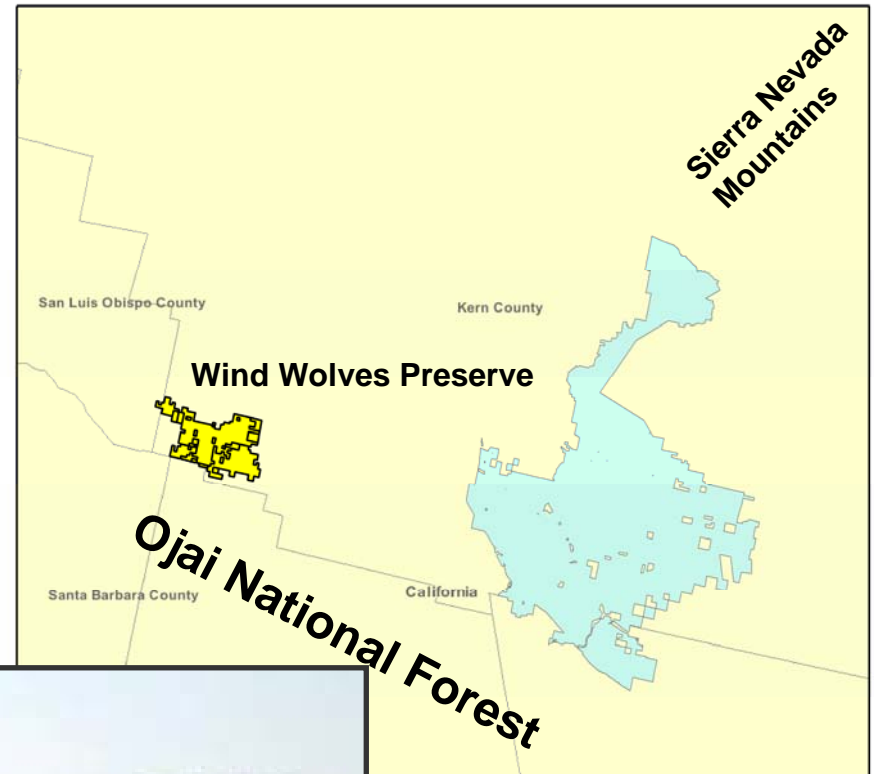 Sierra Nevada
Mountains
San Luis Obispo County
Kern County
Wind Wolves Preserve
Ojai National Forest
Santa Barbara County
California